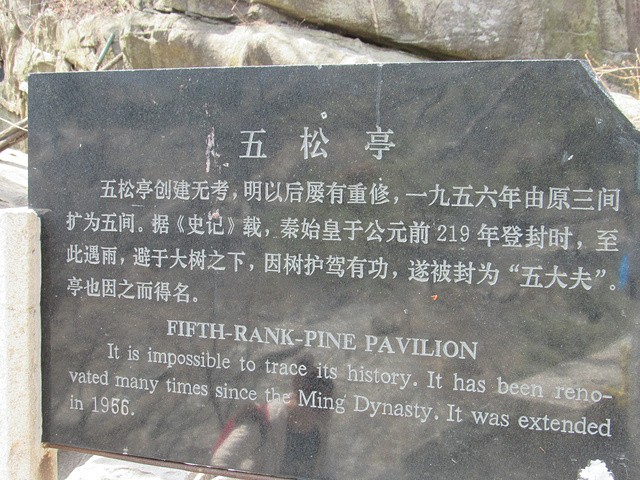 五松亭
五松亭创建无考，明以后屡有重修，一九五六年由原三间
扩为五间。据《史记》载，秦始皇于公元前 219 年登封时，至
此遇雨，避于大树之下，因树护驾有功，遂被封为“五大夫”。
亭也因之而得名。
FIFTH-RANK-PINE PAVILION
It is impossible to trace its history. It has been reno-
vated many times since the Ming Dynasty. It was extended
in 1956.